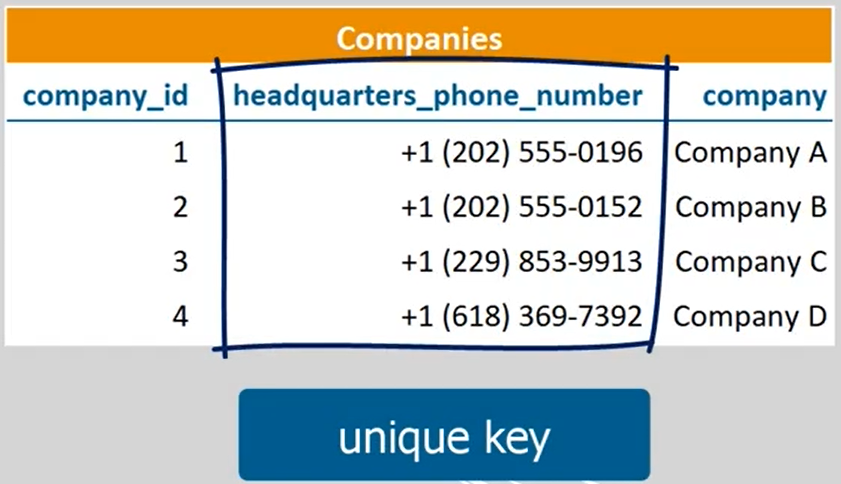 Companies
company_id headquarters_phone_number company
1 +1 (202) 555-0196 Company A
2 +1 (202) 555-0152 Company B
3 +1 (229) 853-9913 Company C
4 +1 (618) 369-7392 Company D
unique key